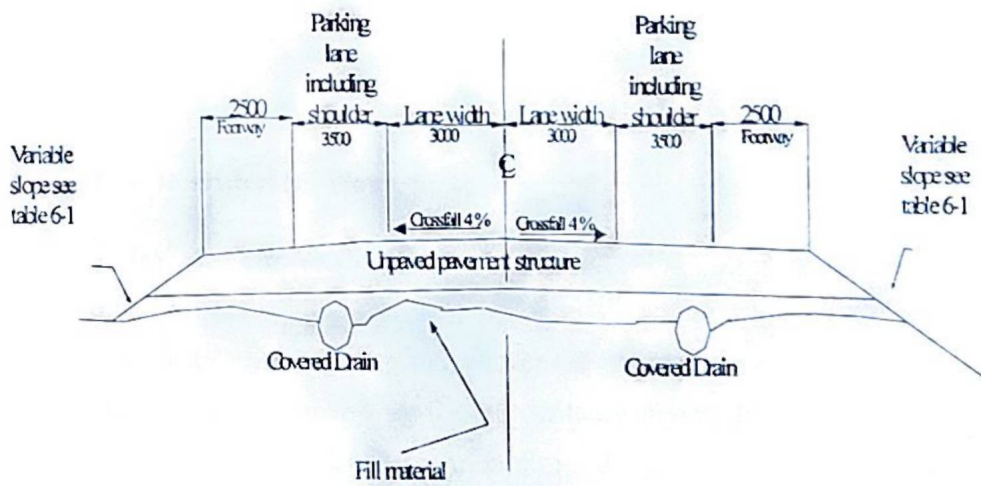 Parking
lane
including
shoulder
3500
Parking
lane
including
shoulder
3500
2500
Footway
Lane width
3000
Lane width
3000
2500
Footway
Variable
slope see
table 6-1
℄
Variable
slope see
table 6-1
Crossfall 4%
Crossfall 4%
Unpaved pavement structure
Covered Drain
Covered Drain
Fill material